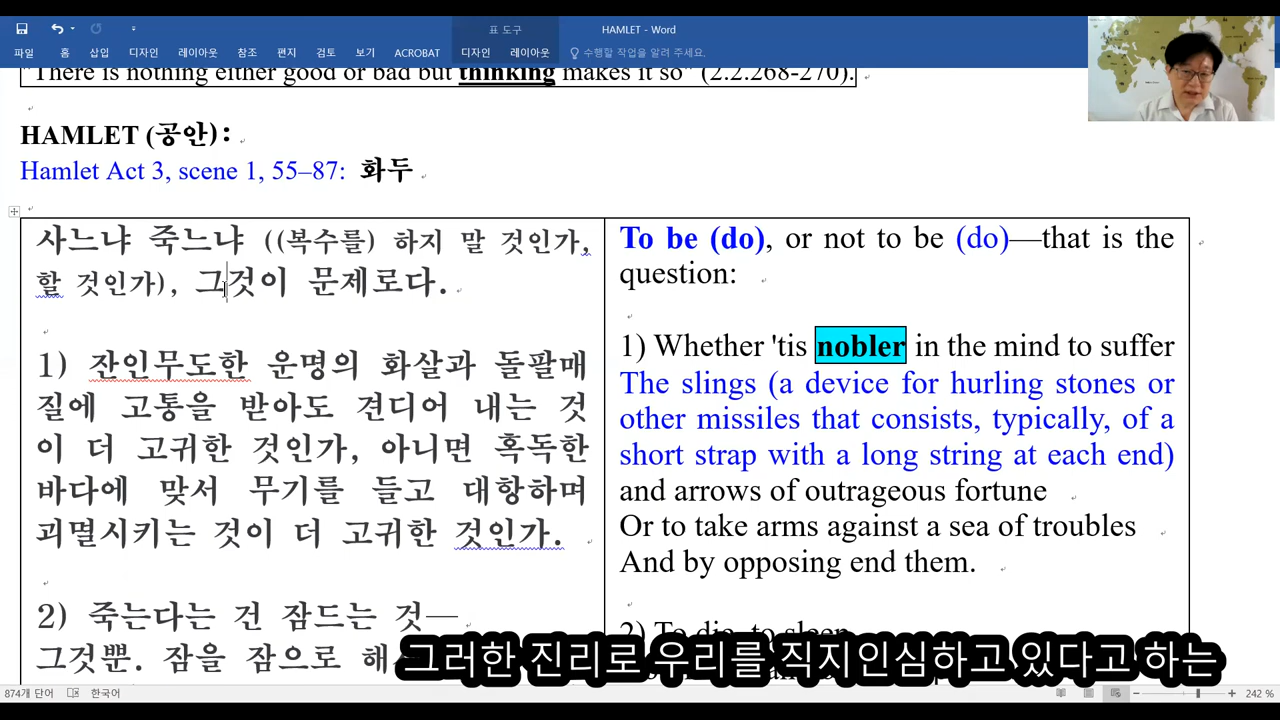 표 도구
HAMLET - Word
파일 홈 삽입 디자인 레이아웃 참조 편지 검토 보기 ACROBAT 디자인 레이아웃 수행할 작업을 알려 주세요.
"There is nothing either good or bad but thinking makes it so" (2.2.268-270).
HAMLET (공안):
Hamlet Act 3, scene 1, 55–87: 화두
사느냐 죽느냐 ((복수를) 하지 말 것인가,
할 것인가), 그것이 문제로다.
1) 잔인무도한 운명의 화살과 돌팔매
질에 고통을 받아도 견디어 내는 것
이 더 고귀한 것인가, 아니면 혹독한
바다에 맞서 무기를 들고 대항하며
괴멸시키는 것이 더 고귀한 것인가.
2) 죽는다는 건 잠드는 것—
그것뿐. 잠을 잠으로 해
To be (do), or not to be (do)—that is the
question:
1) Whether 'tis nobler in the mind to suffer
The slings (a device for hurling stones or
other missiles that consists, typically, of a
short strap with a long string at each end)
and arrows of outrageous fortune
Or to take arms against a sea of troubles
And by opposing end them.
2) To die, to sleep
그러한 진리로 우리를 직지인심하고 있다고 하는
874개 단어 한국어 242 %